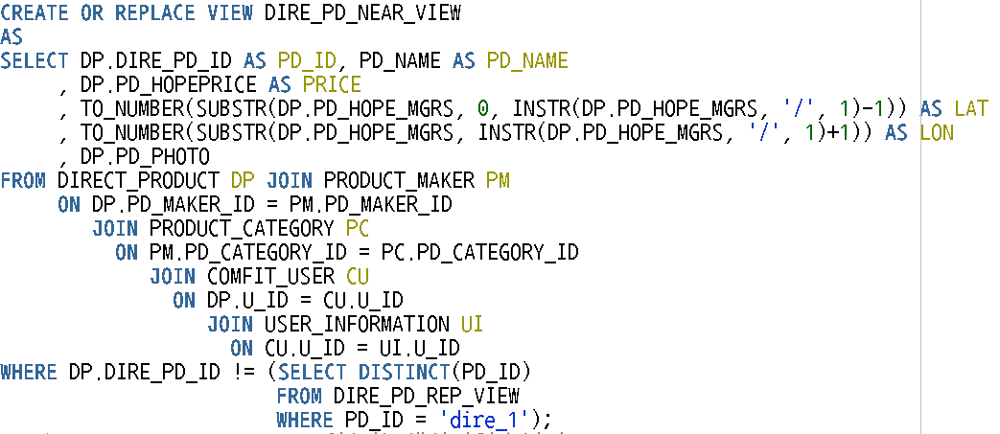 CREATE OR REPLACE VIEW DIRE_PD_NEAR_VIEW
AS
SELECT DP.DIRE_PD_ID AS PD_ID, PD_NAME AS PD_NAME
, DP.PD_HOPEPRICE AS PRICE
, TO_NUMBER(SUBSTR(DP.PD_HOPE_MGRS, 0, INSTR(DP.PD_HOPE_MGRS, '/', 1)-1)) AS LAT
, TO_NUMBER(SUBSTR(DP.PD_HOPE_MGRS, INSTR(DP.PD_HOPE_MGRS, '/', 1)+1)) AS LON
, DP.PD_PHOTO
FROM DIRECT_PRODUCT DP JOIN PRODUCT_MAKER PM
ON DP.PD_MAKER_ID = PM.PD_MAKER_ID
JOIN PRODUCT_CATEGORY PC
ON PM.PD_CATEGORY_ID = PC.PD_CATEGORY_ID
JOIN COMFIT_USER CU
ON DP.U_ID = CU.U_ID
JOIN USER_INFORMATION UI
ON CU.U_ID = UI.U_ID
WHERE DP.DIRE_PD_ID != (SELECT DISTINCT(PD_ID)
FROM DIRE_PD_REP_VIEW
WHERE PD_ID = 'dire_1');